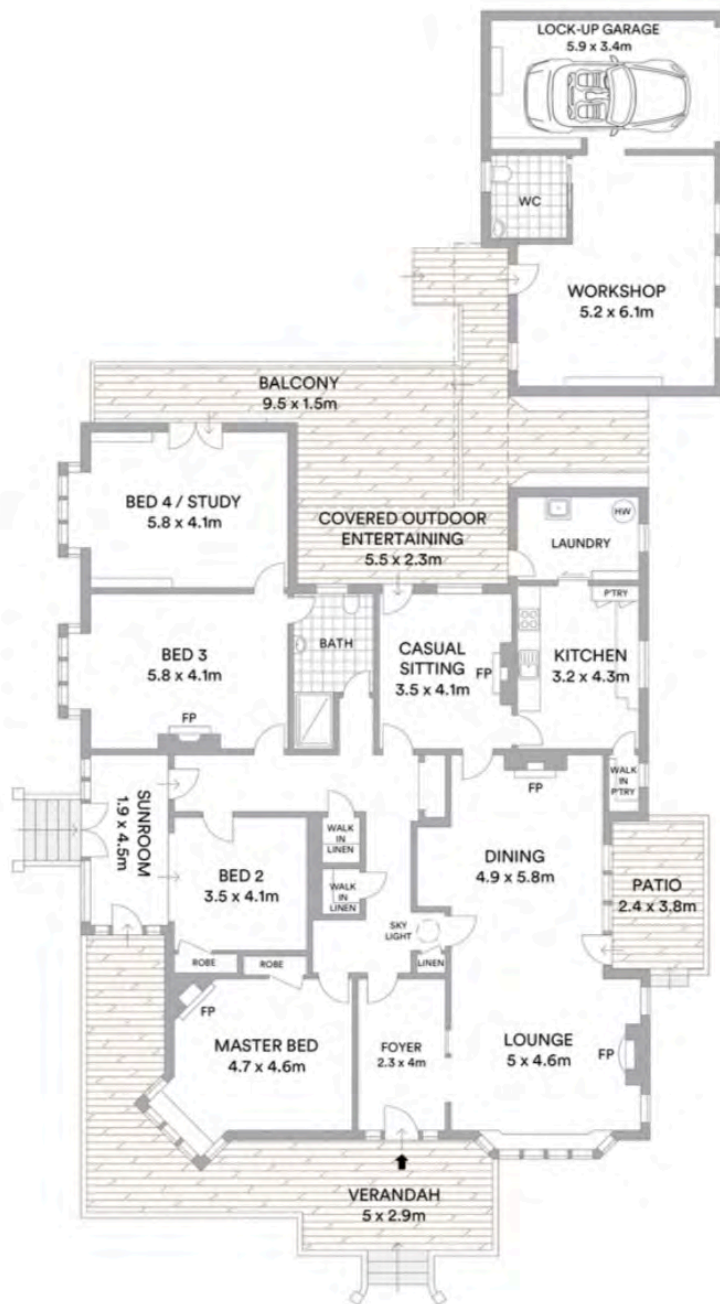 LOCK-UP GARAGE
5.9 x 3.4m
WC
WORKSHOP
5.2 x 6.1m
BALCONY
9.5 x 1.5m
BED 4 / STUDY
5.8 x 4.1m
COVERED OUTDOOR
ENTERTAINING
5.5 x 2.3m
HW
LAUNDRY
P'TRY
BED 3
5.8 x 4.1m
FP
BATH
CASUAL
SITTING
3.5 x 4.1m
FP
KITCHEN
3.2 x 4.3m
SUNROOM
1.9 x 4.5m
FP
WALK
IN
P'TRY
WALK
IN
LINEN
BED 2
3.5 x 4.1m
WALK
IN
LINEN
DINING
4.9 x 5.8m
PATIO
2.4 x 3.8m
SKY
LIGHT
ROBE
ROBE
LINEN
FP
MASTER BED
4.7 x 4.6m
FOYER
2.3 x 4m
LOUNGE
5 x 4.6m
FP
VERANDAH
5 x 2.9m